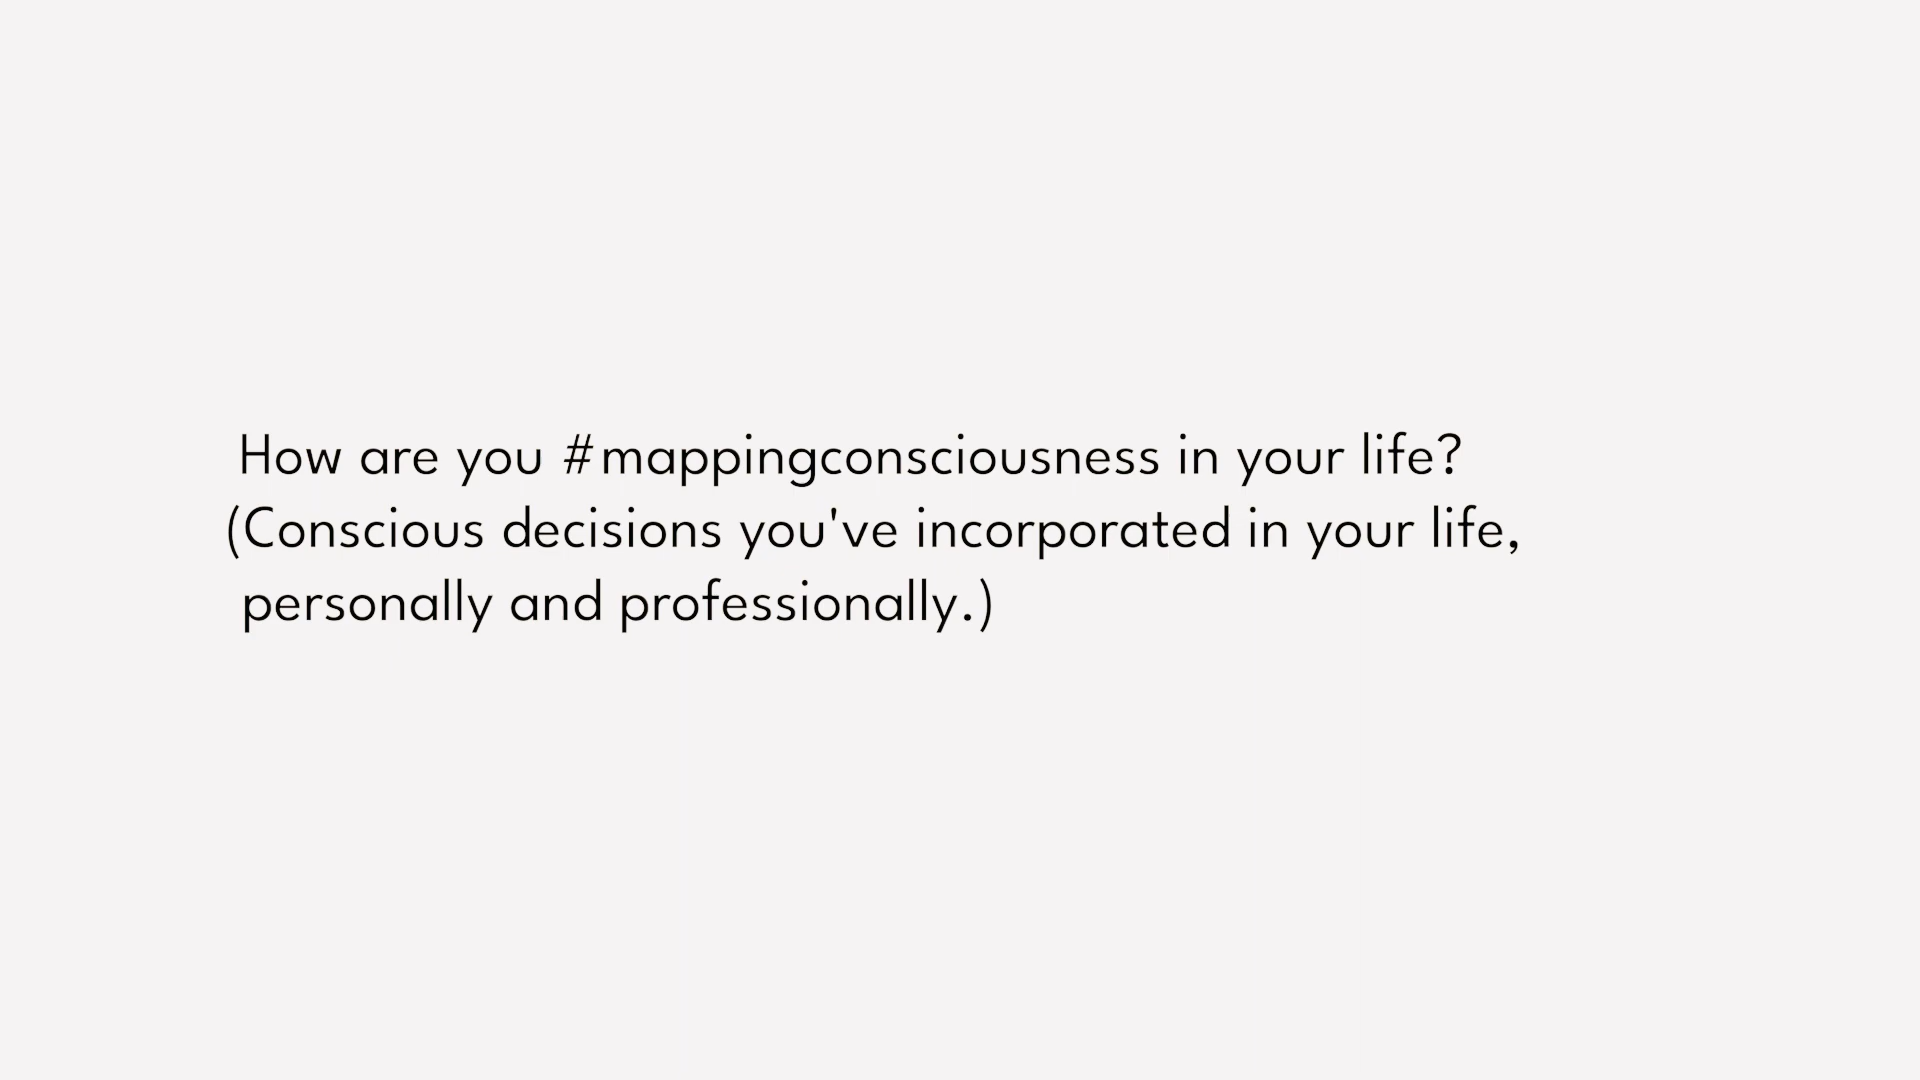 How are you #mappingconsciousness in your life?
(Conscious decisions you've incorporated in your life,
personally and professionally.)